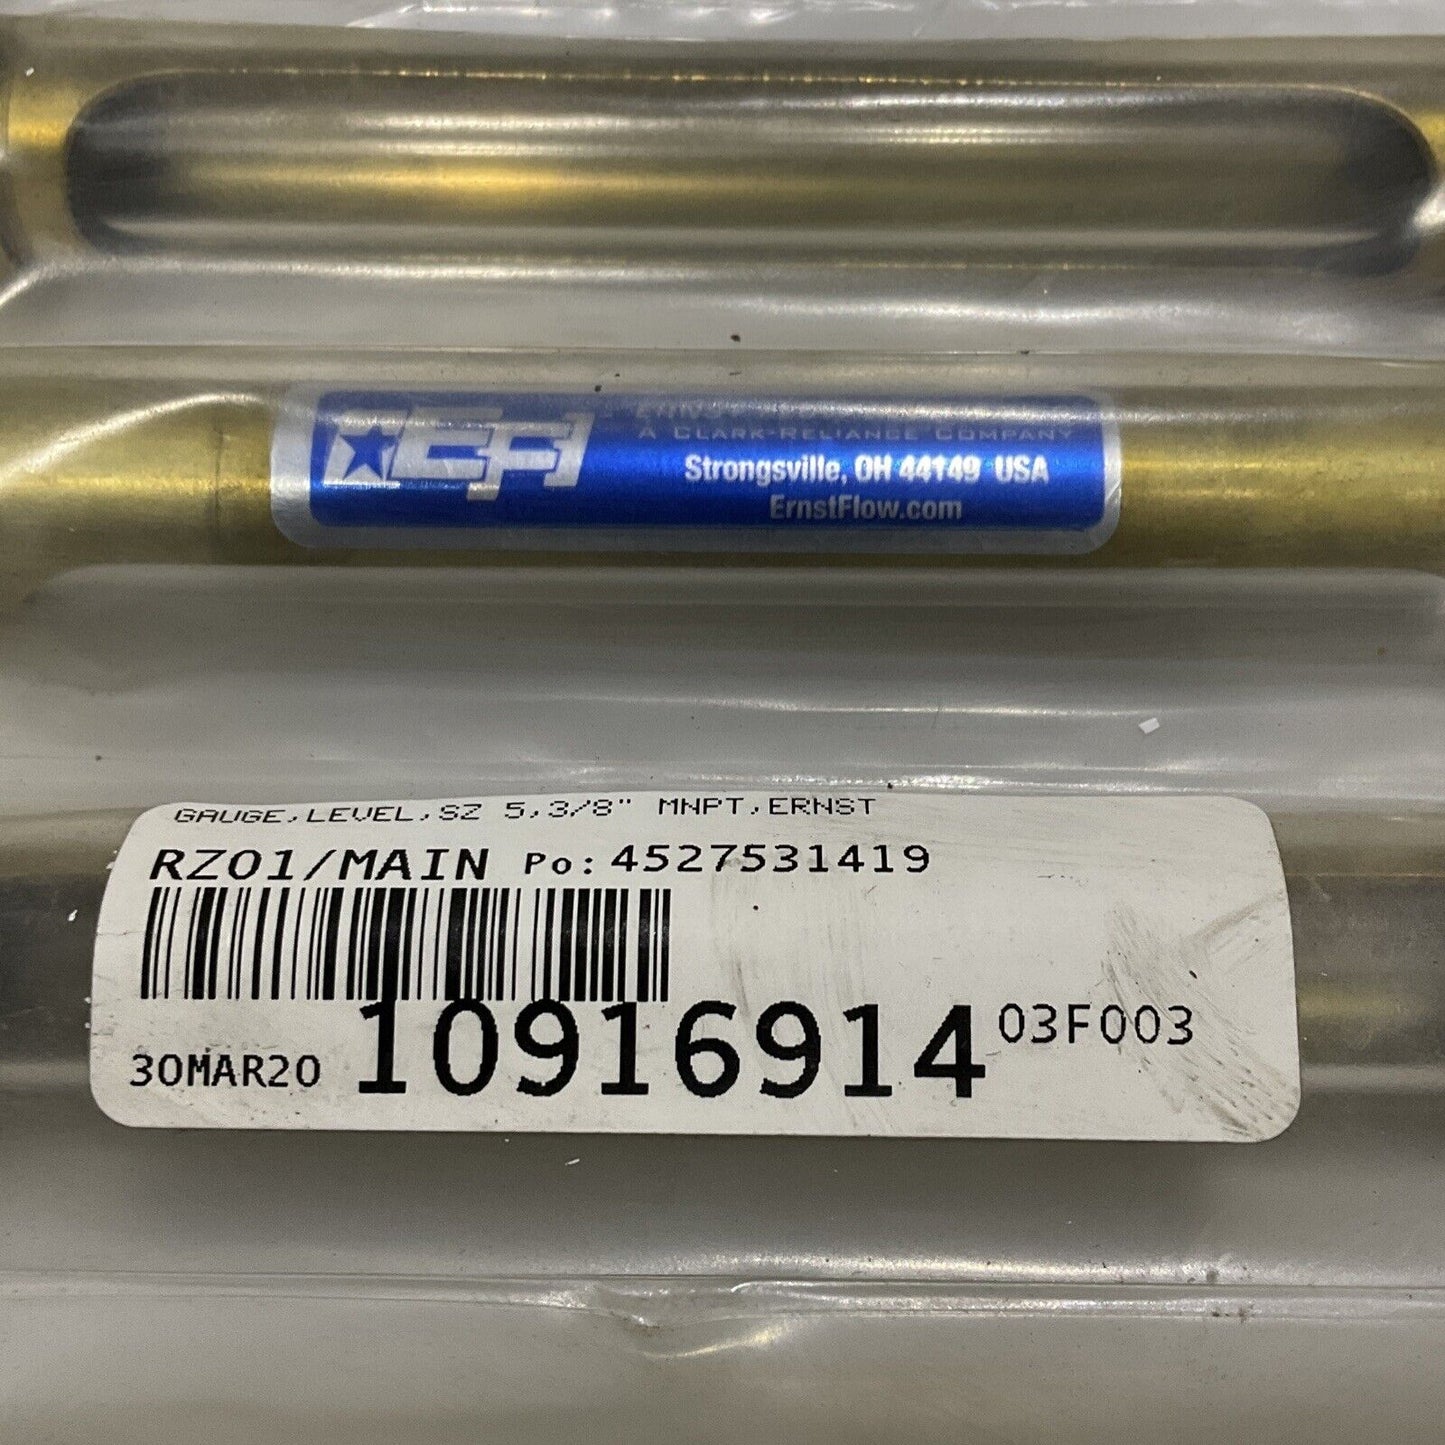 EFI
A CLARK-RELIANCE COMPANY
Strongsville, OH 44149 USA
ErnstFlow.com
GAUGE,LEVEL,SZ 5,3/8" MNPT,ERNST
RZ01/MAIN Po: 4527531419
30MAR20 10916914 03F003